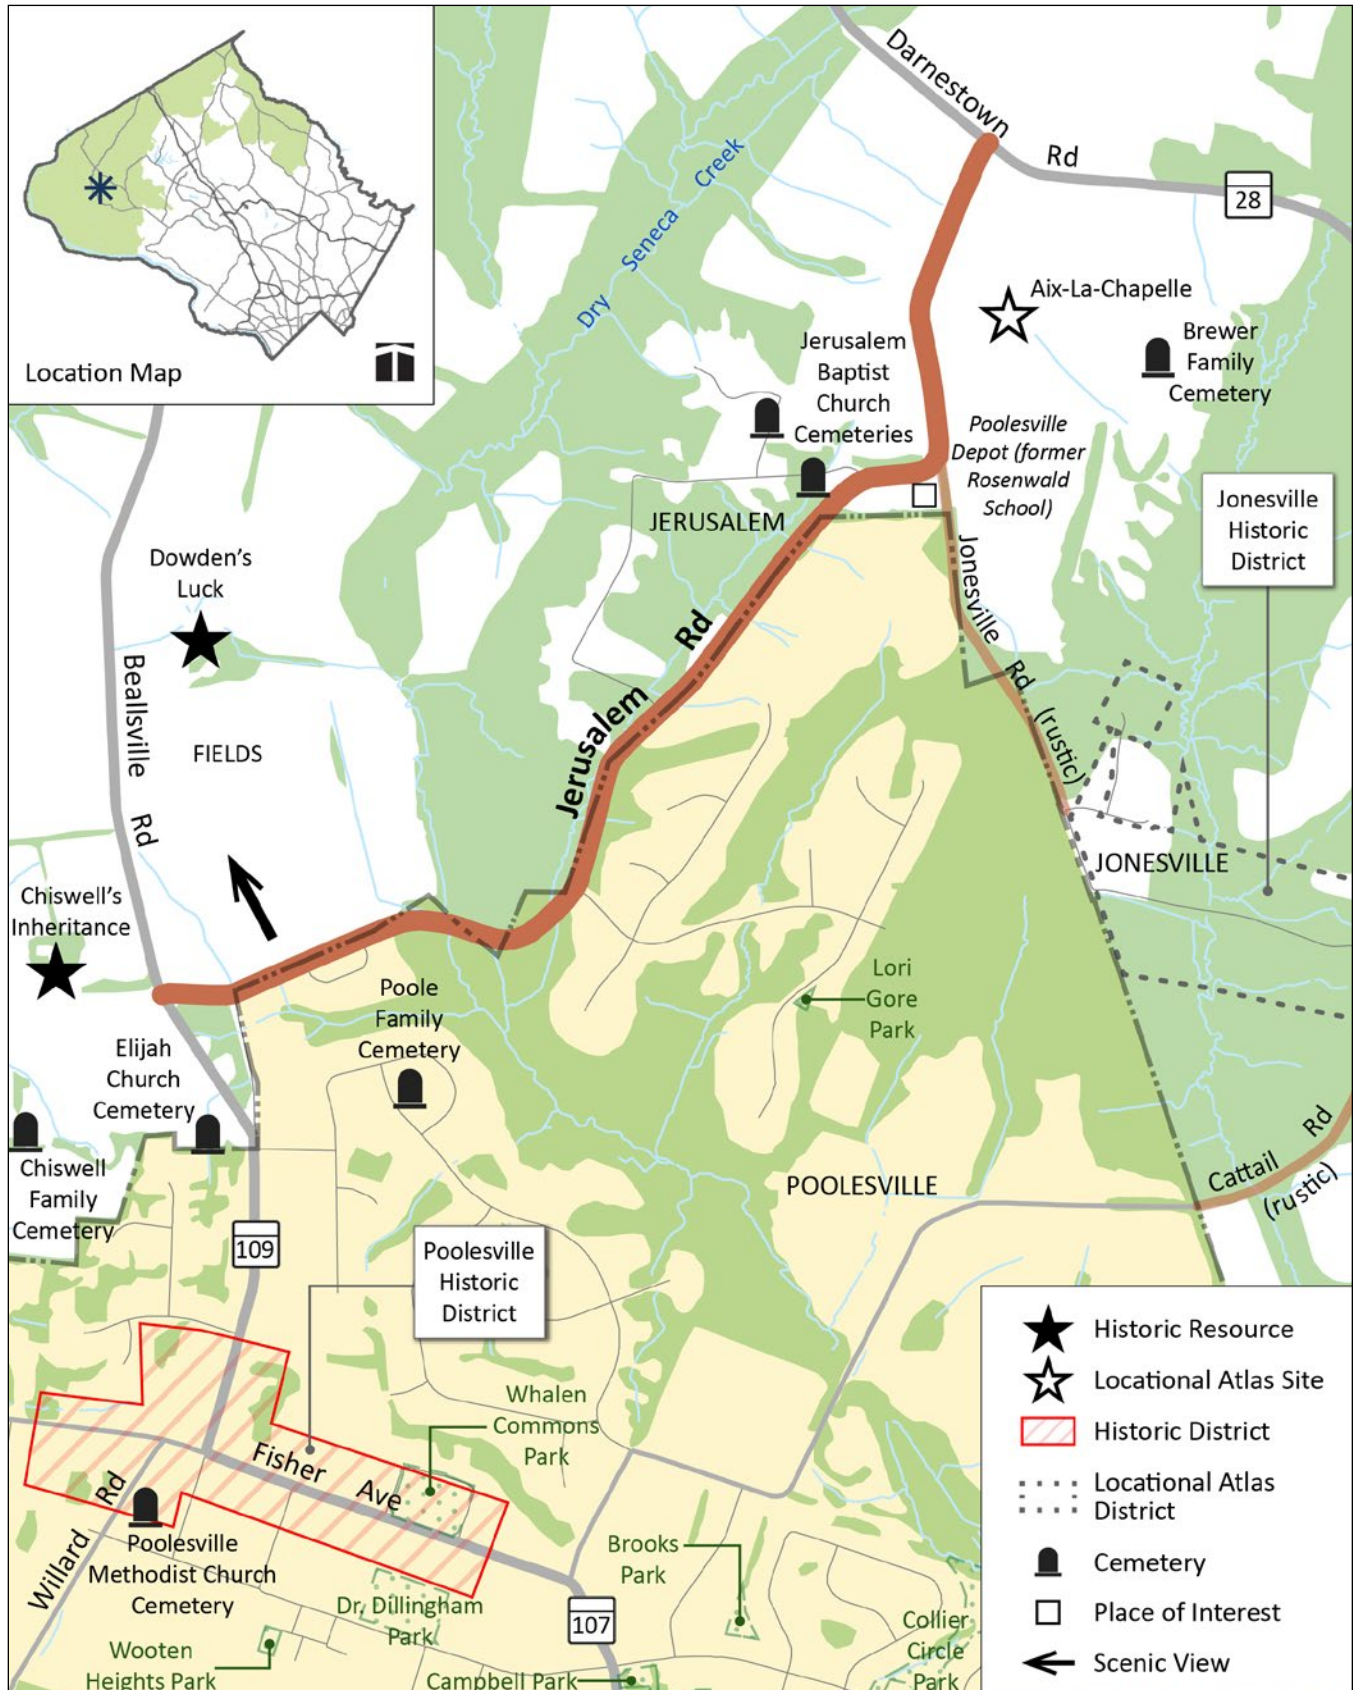 Location Map
Darnestown
Rd
28
Dry Seneca Creek
Aix-La-Chapelle
Brewer
Family
Cemetery
Jerusalem
Baptist
Church
Cemeteries
Poolesville
Depot (former
Rosenwald
School)
Jonesville
Historic
District
JERUSALEM
Jonesville
Rd
(rustic)
Dowden's
Luck
Beallsville
Rd
FIELDS
Jerusalem
Rd
JONESVILLE
Chiswell's
Inheritance
Lori
Gore
Park
Poole
Family
Cemetery
Elijah
Church
Cemetery
Chiswell
Family
Cemetery
POOLESVILLE
Cattail
Rd
(rustic)
109
Poolesville
Historic
District
Whalen
Commons
Park
Fisher
Ave
Willard
Rd
Poolesville
Methodist Church
Cemetery
Dr. Dillingham
Park
Brooks
Park
107
Wooten
Heights Park
Campbell Park
Collier
Circle
Park
Historic Resource
Locational Atlas Site
Historic District
Locational Atlas
District
Cemetery
Place of Interest
Scenic View